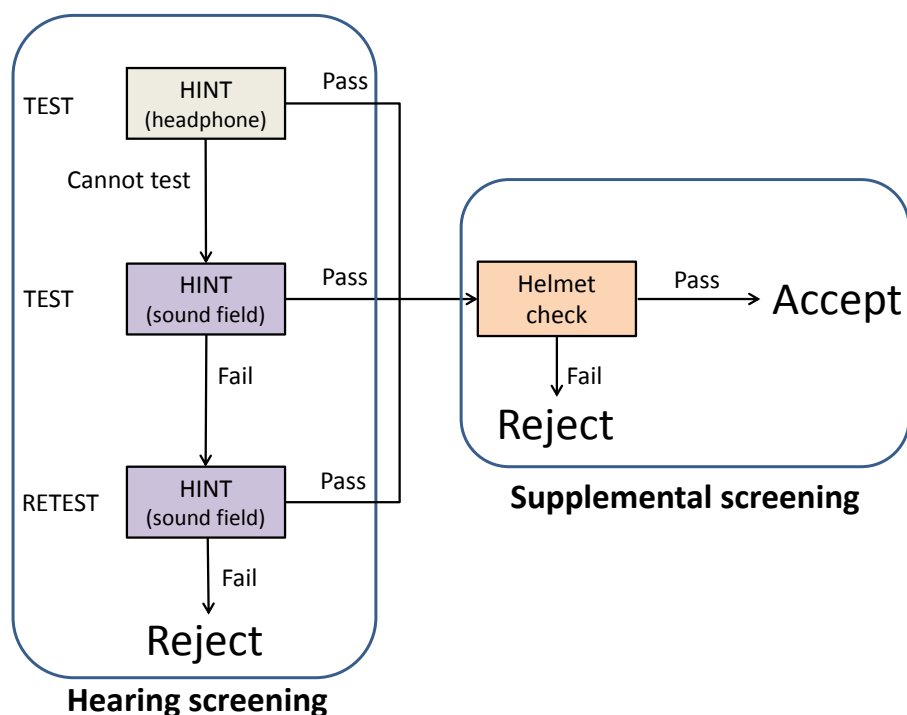 TEST
HINT
(headphone)
Pass
Cannot test
TEST
HINT
(sound field)
Pass
Fail
RETEST
HINT
(sound field)
Pass
Fail
Reject
Hearing screening
Helmet
check
Pass
Accept
Fail
Reject
Supplemental screening